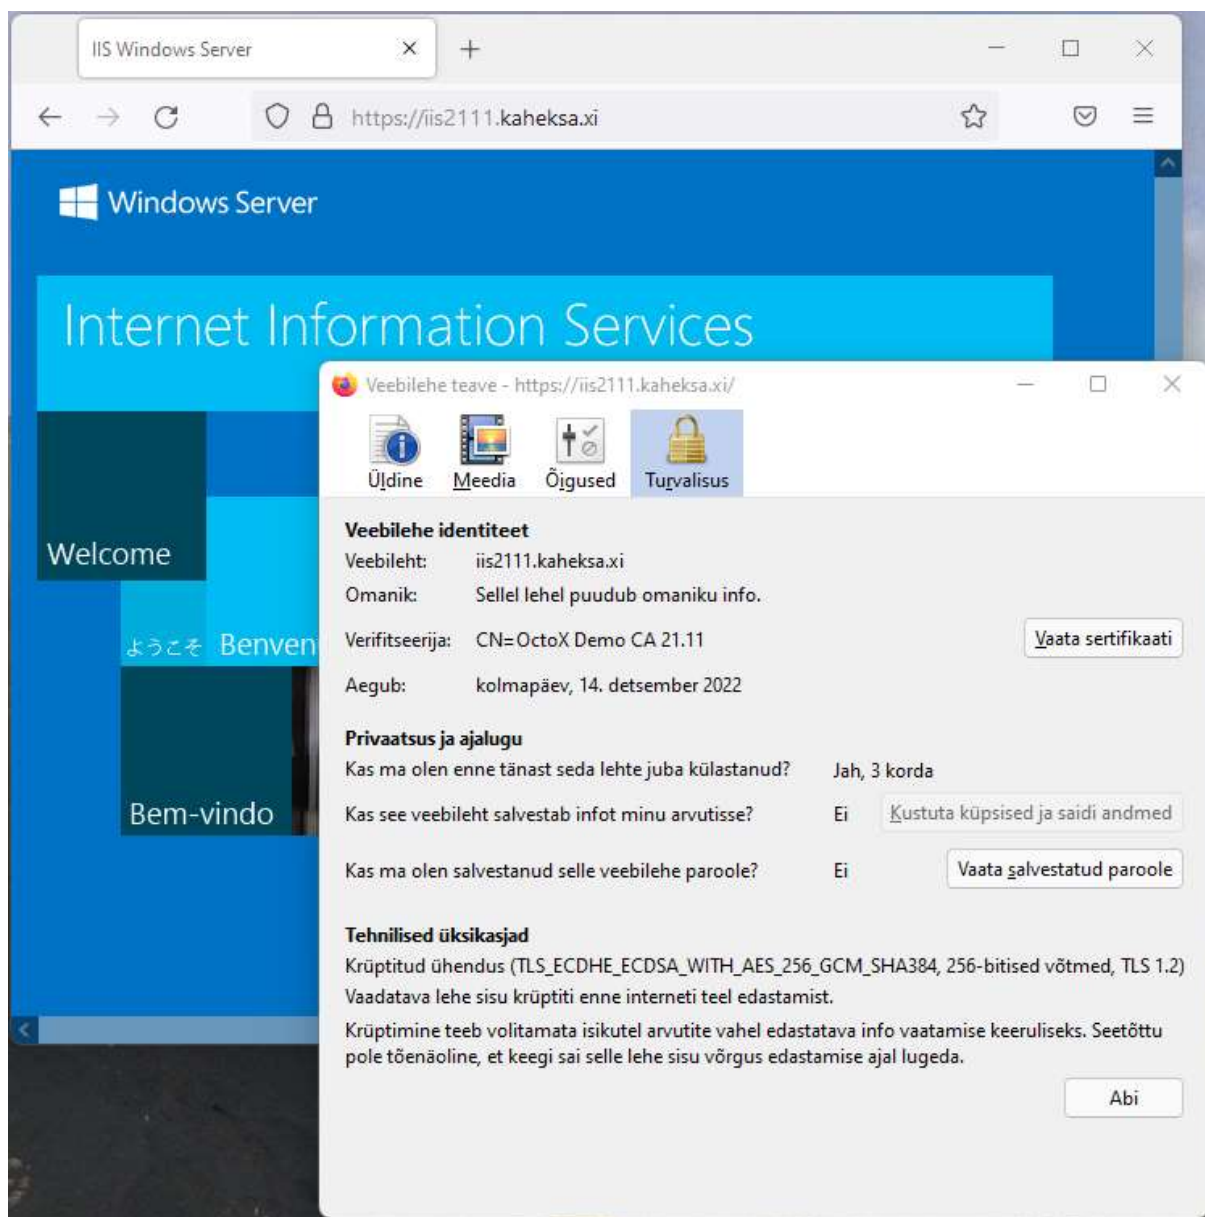 IIS Windows Server
https://iis2111.kaheksa.xi
Windows Server
Internet Information Services
Welcome
ようこそ Benven
Bem-vindo
Veebilehe teave - https://iis2111.kaheksa.xi/
Üldine Meedia Õigused Turvalisus
Veebilehe identiteet
Veebileht: iis2111.kaheksa.xi
Omanik: Sellel lehel puudub omaniku info.
Verifitseerija: CN=OctoX Demo CA 21.11 Vaata sertifikaati
Aegub: kolmapäev, 14. detsember 2022
Privaatsus ja ajalugu
Kas ma olen enne tänast seda lehte juba külastanud? Jah, 3 korda
Kas see veebileht salvestab infot minu arvutisse? Ei Kustuta küpsised ja saidi andmed
Kas ma olen salvestanud selle veebilehe paroole? Ei Vaata salvestatud paroole
Tehnilised üksikasjad
Krüptitud ühendus (TLS_ECDHE_ECDSA_WITH_AES_256_GCM_SHA384, 256-bitised võtmed, TLS 1.2)
Vaadatava lehe sisu krüptiti enne interneti teel edastamist.
Krüptimine teeb volitamata isikutel arvutite vahel edastatava info vaatamise keeruliseks. Seetõttu
pole tõenäoline, et keegi sai selle lehe sisu võrgus edastamise ajal lugeda.
Abi